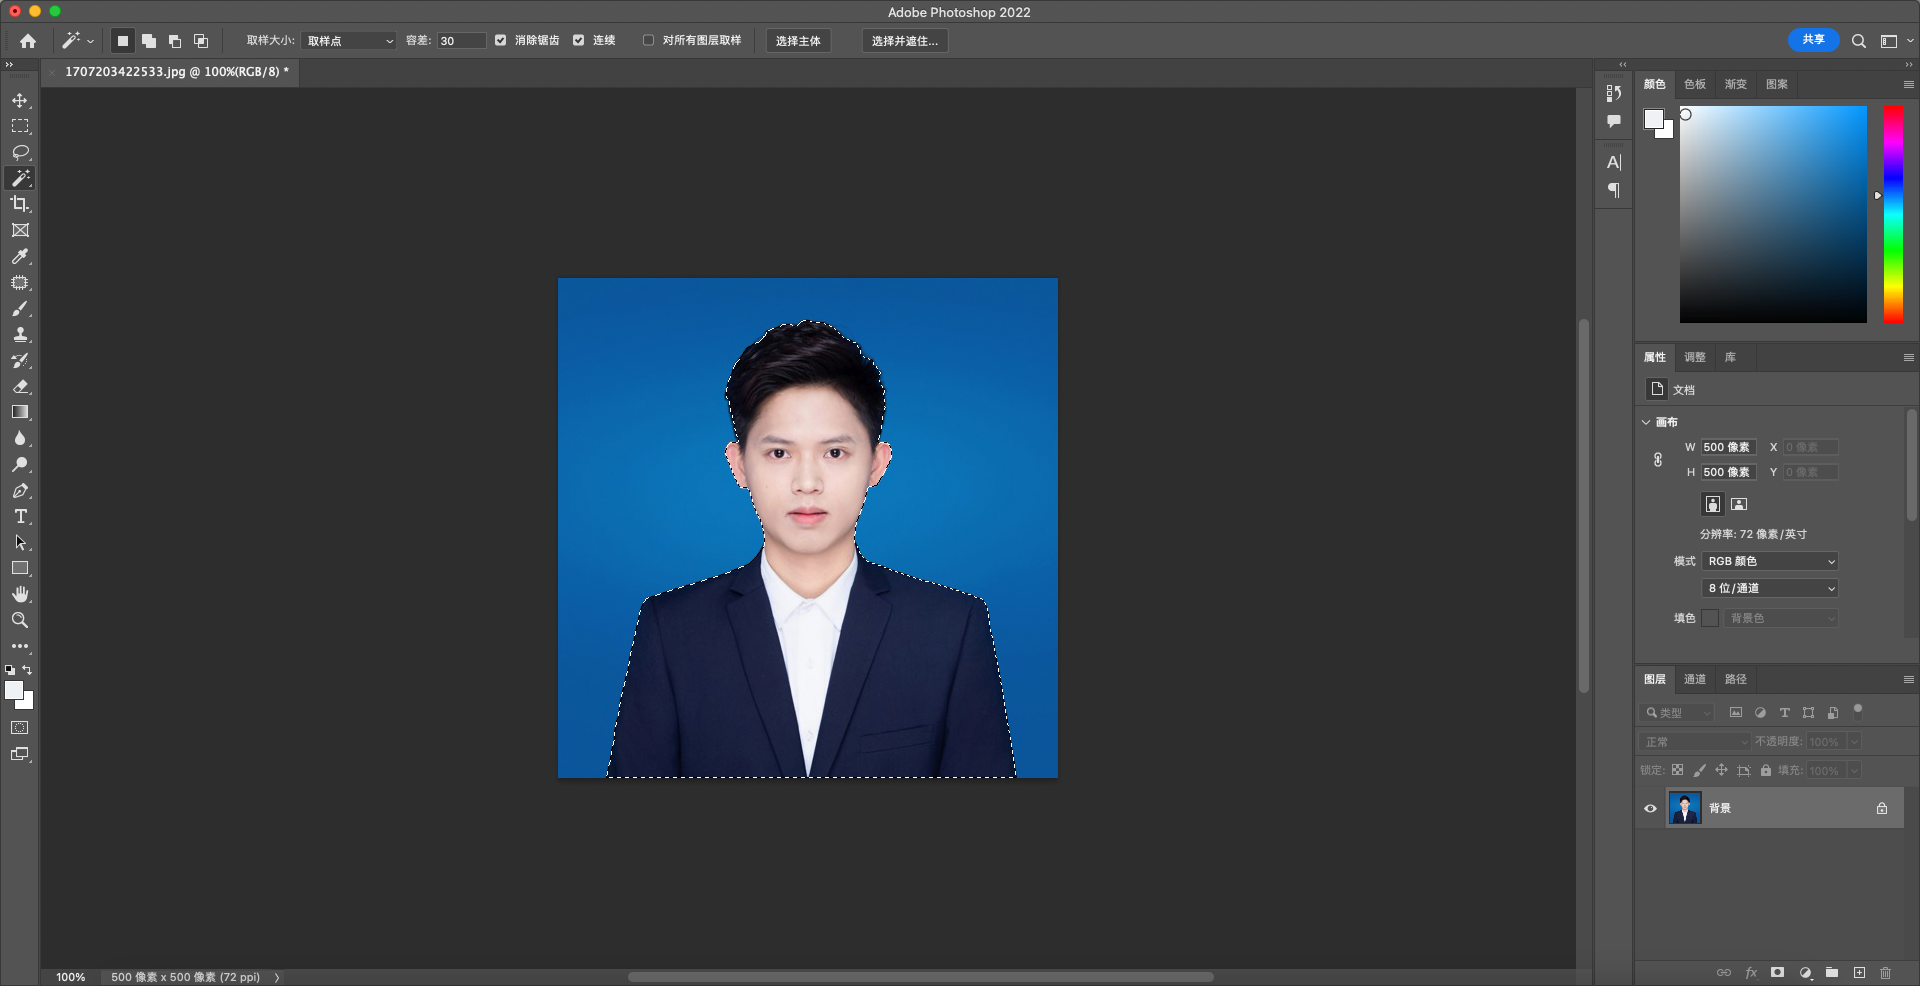 Adobe Photoshop 2022
取样大小: 取样点 容差: 30 消除锯齿 连续 对所有图层取样 选择主体 选择并遮住... 共享
1707203422533.jpg @ 100%(RGB/8) *
颜色 色板 渐变 图案
属性 调整 库
文档
画布
W 500 像素 X 0 像素
H 500 像素 Y 0 像素
分辨率: 72 像素/英寸
模式 RGB 颜色
8 位/通道
填色 背景色
图层 通道 路径
类型
正常 不透明度: 100%
锁定: 填充: 100%
背景
fx
100% 500 像素 x 500 像素 (72 ppi)